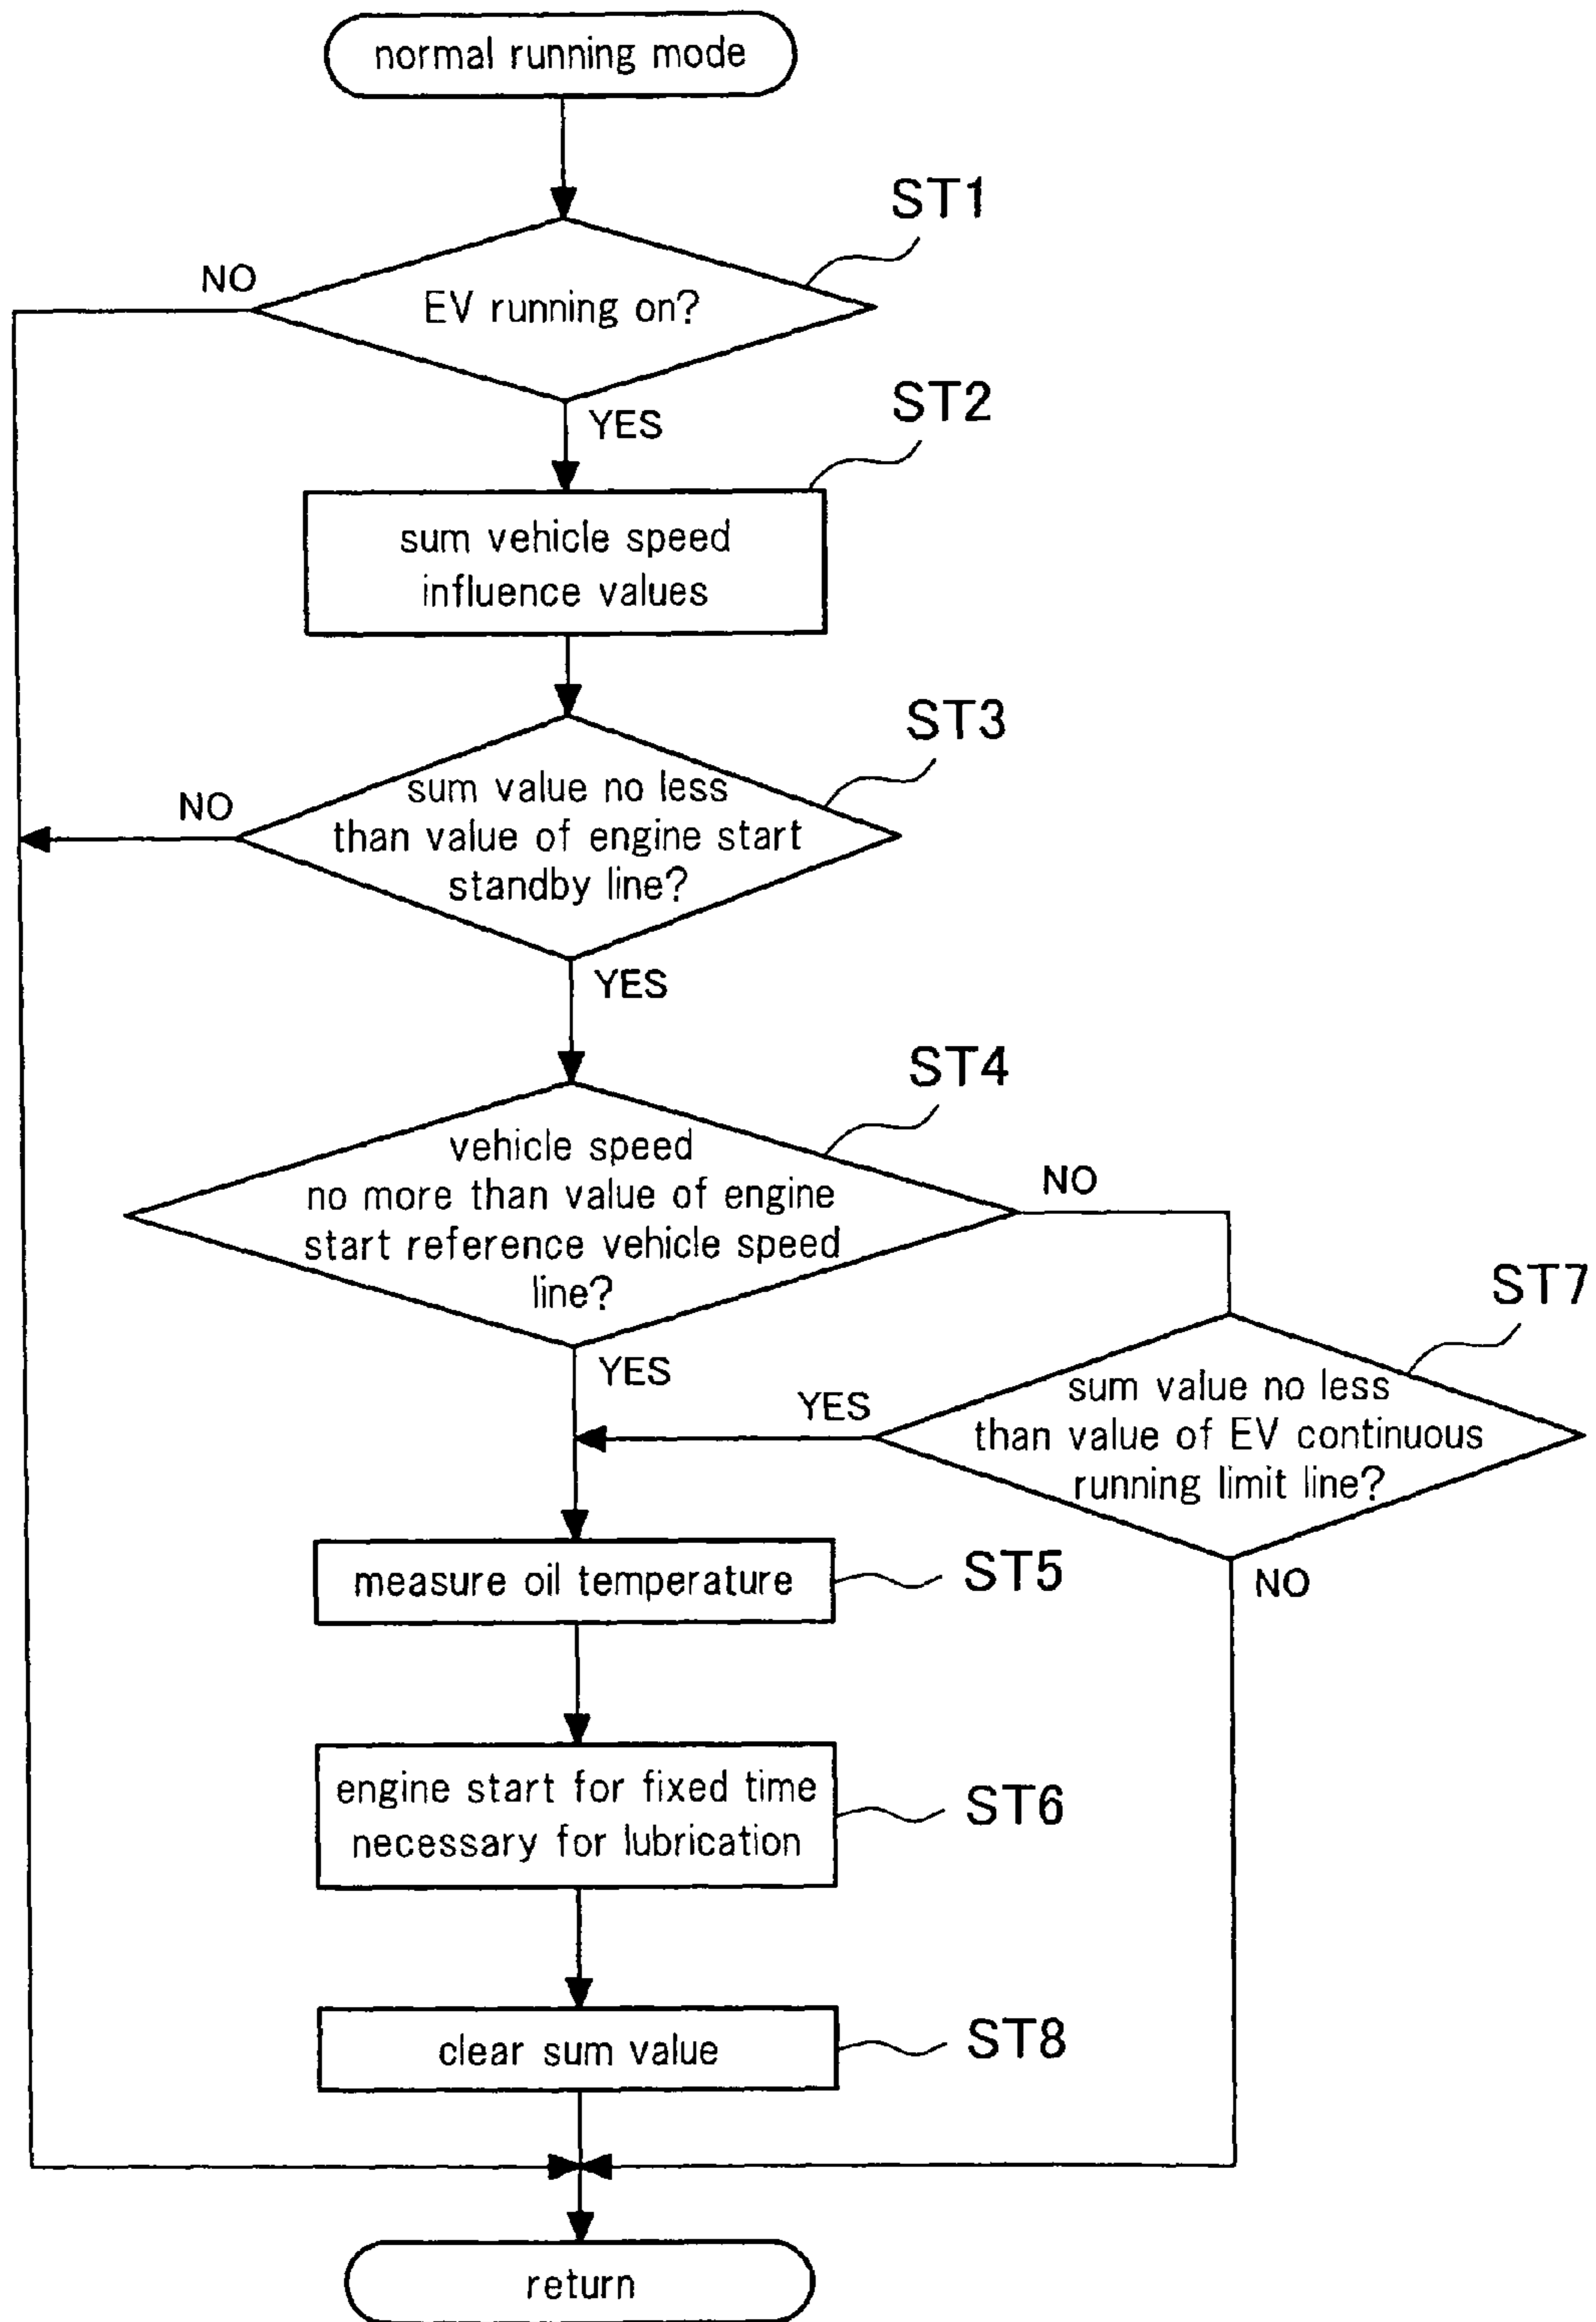 normal running mode
ST1
NO
EV running on?
YES
ST2
sum vehicle speed
influence values
ST3
NO
sum value no less
than value of engine start
standby line?
YES
ST4
vehicle speed
no more than value of engine
start reference vehicle speed
line?
NO
YES
ST7
YES
sum value no less
than value of EV continuous
running limit line?
NO
measure oil temperature
ST5
engine start for fixed time
necessary for lubrication
ST6
clear sum value
ST8
return